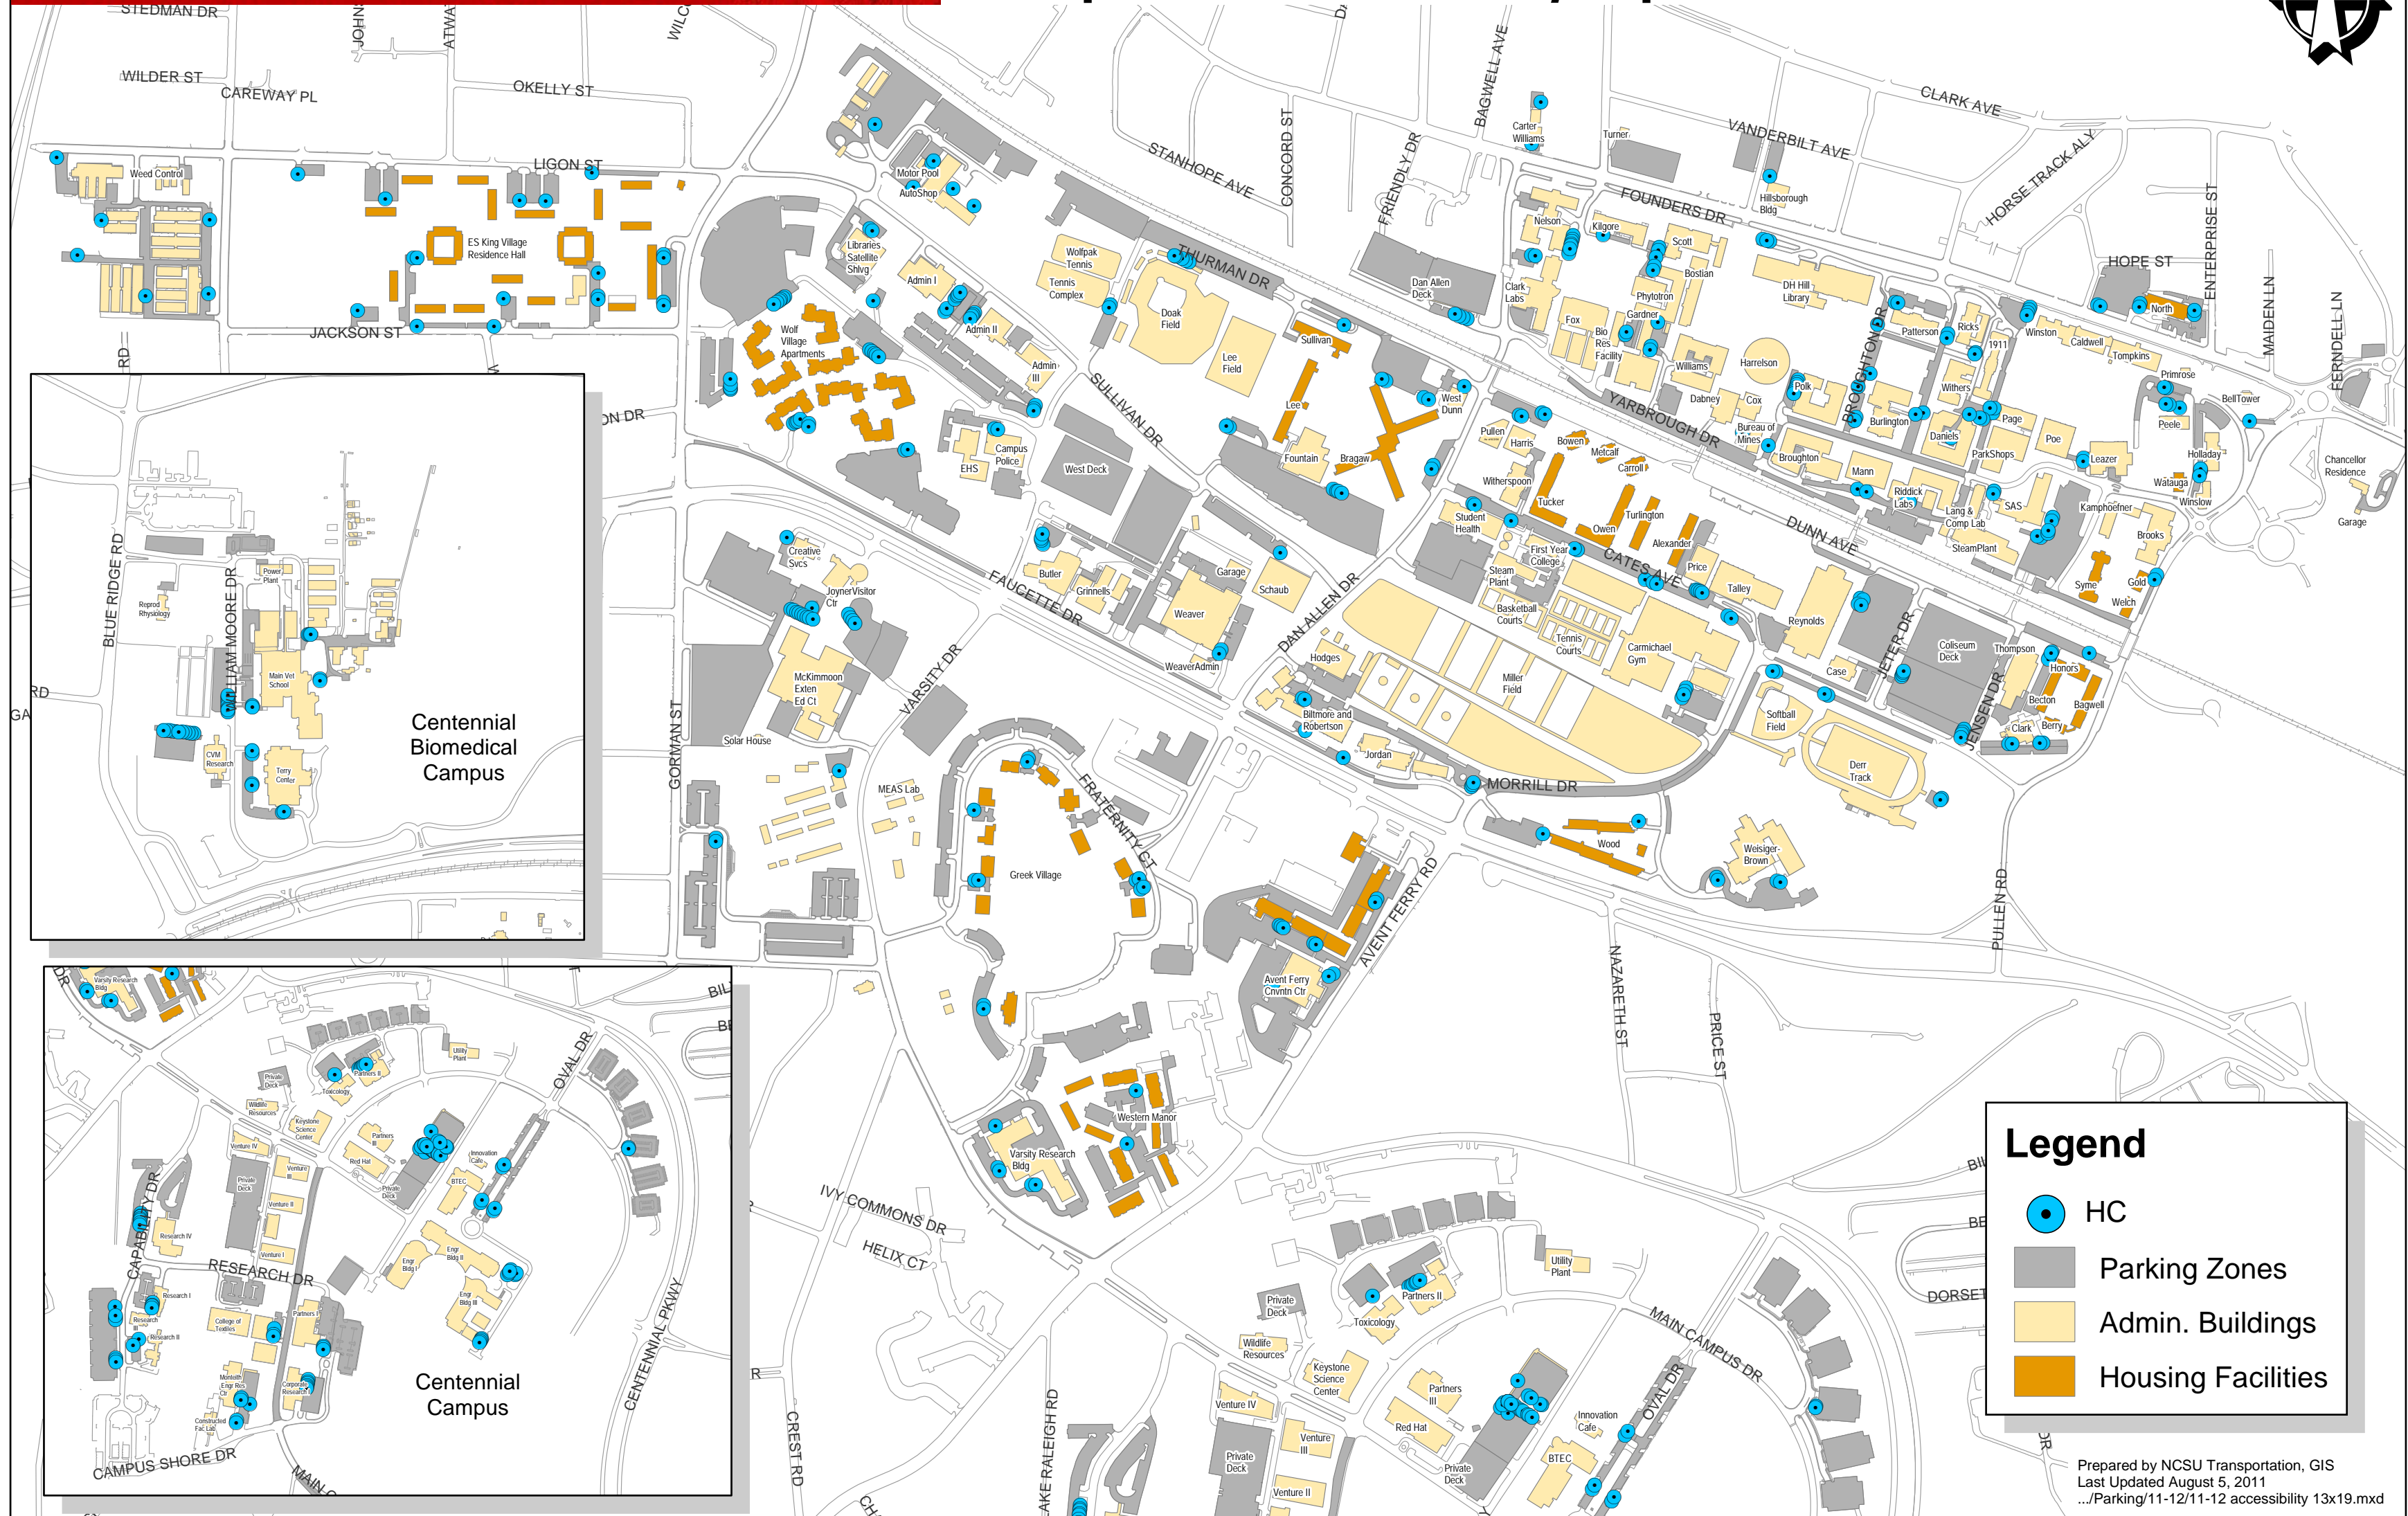 STEDMAN DR
WILDER ST
CAREWAY PL
OKELLY ST
LIGON ST
Weed Control
ES King Village
Residence Hall
JACKSON ST
RD
Motor Pool
AutoShop
Libraries
Satellite
Shlvg
Admin I
Admin II
Admin
III
Wolf
Village
Apartments
Wolfpak
Tennis
Tennis
Complex
Doak
Field
Lee
Field
THURMAN DR
STANHOPE AVE
CONCORD ST
FRIENDLY DR
BAGWELL AVE
Carter
Williams
Turner
VANDERBILT AVE
CLARK AVE
HORSE TRACK ALY
ENTERPRISE ST
HOPE ST
MAIDEN LN
FERNDELL LN
FOUNDERS DR
Hillsborough
Bldg
Nelson
Kilgore
Scott
Bostian
Dan Allen
Deck
Clark
Labs
Phytotron
Gardner
Fox
Bio
Res
Facility
DH Hill
Library
Williams
Harrelson
Dabney
Cox
Polk
BROUGHTON DR
Patterson
Ricks
1911
Winston
Caldwell
Tompkins
North
Primrose
BellTower
Peele
Withers
Burlington
Daniels
Page
Poe
ParkShops
Leazer
Holladay
Watauga
Winslow
Chancellor
Residence
Garage
Sullivan
Lee
West
Dunn
Fountain
Bragaw
SULLIVAN DR
West Deck
EHS
Campus
Police
YARBROUGH DR
Bureau of
Mines
Broughton
Mann
Riddick
Labs
Lang &
Comp Lab
SAS
SteamPlant
Kamphoefner
Brooks
Syme
Gold
Welch
Pullen
Harris
Bowen
Metcalf
Carroll
Witherspoon
Tucker
Owen
Turlington
Alexander
Student
Health
First Year
College
CATES AVE
Price
Talley
DUNN AVE
Steam
Plant
Basketball
Courts
Tennis
Courts
Carmichael
Gym
Reynolds
Case
JETER DR
Coliseum
Deck
Thompson
JENSEN DR
Honors
Becton
Bagwell
Clark
Berry
Creative
Svcs
JoynerVisitor
Ctr
McKimmoon
Exten
Ed Ct
Solar House
GORMAN ST
VARSITY DR
FAUCETTE DR
Butler
Grinnells
Garage
Schaub
Weaver
WeaverAdmin
DAN ALLEN DR
Hodges
Biltmore and
Robertson
Jordan
Miller
Field
MORRILL DR
Softball
Field
Derr
Track
Wood
Weisiger-
Brown
PULLEN RD
MEAS Lab
Greek Village
FRATERNITY CT
AVENT FERRY RD
Avent Ferry
Cnvntn Ctr
NAZARETH ST
PRICE ST
Western Manor
Varsity Research
Bldg
IVY COMMONS DR
HELIX CT
CREST RD
Private
Deck
Wildlife
Resources
Keystone
Science
Center
Toxicology
Partners II
Utility
Plant
Partners
III
Red Hat
Private
Deck
Venture IV
Venture
III
Venture II
Private
Deck
Innovation
Cafe
BTEC
OVAL DR
MAIN CAMPUS DR
BLUE RIDGE RD
WILLIAM MOORE DR
Power
Plant
Reprod
Rhysiology
Main Vet
School
CVM
Research
Terry
Center
Centennial
Biomedical
Campus
Varsity Research
Bldg
Private
Deck
Wildlife
Resources
Keystone
Science
Center
Toxicology
Partners II
Utility
Plant
OVAL DR
Partners
III
Red Hat
Private
Deck
Venture IV
Venture
III
Venture II
Venture I
Private
Deck
Innovation
Cafe
BTEC
Engr
Bldg I
Engr
Bldg II
Engr
Bldg III
CAPABILITY DR
Research IV
RESEARCH DR
Research I
Research
III
Research II
College of
Textiles
Partners I
Monteith
Engr Res
Ctr
Corporate
Research
Constructed
Fac Lab
CAMPUS SHORE DR
CENTENNIAL PKWY
Centennial
Campus
Legend
HC
Parking Zones
Admin. Buildings
Housing Facilities
Prepared by NCSU Transportation, GIS
Last Updated August 5, 2011
.../Parking/11-12/11-12 accessibility 13x19.mxd